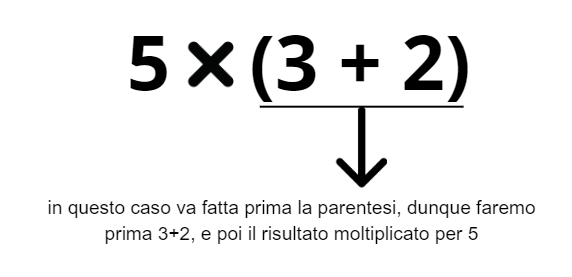 5 × (3 + 2)
in questo caso va fatta prima la parentesi, dunque faremo
prima 3+2, e poi il risultato moltiplicato per 5